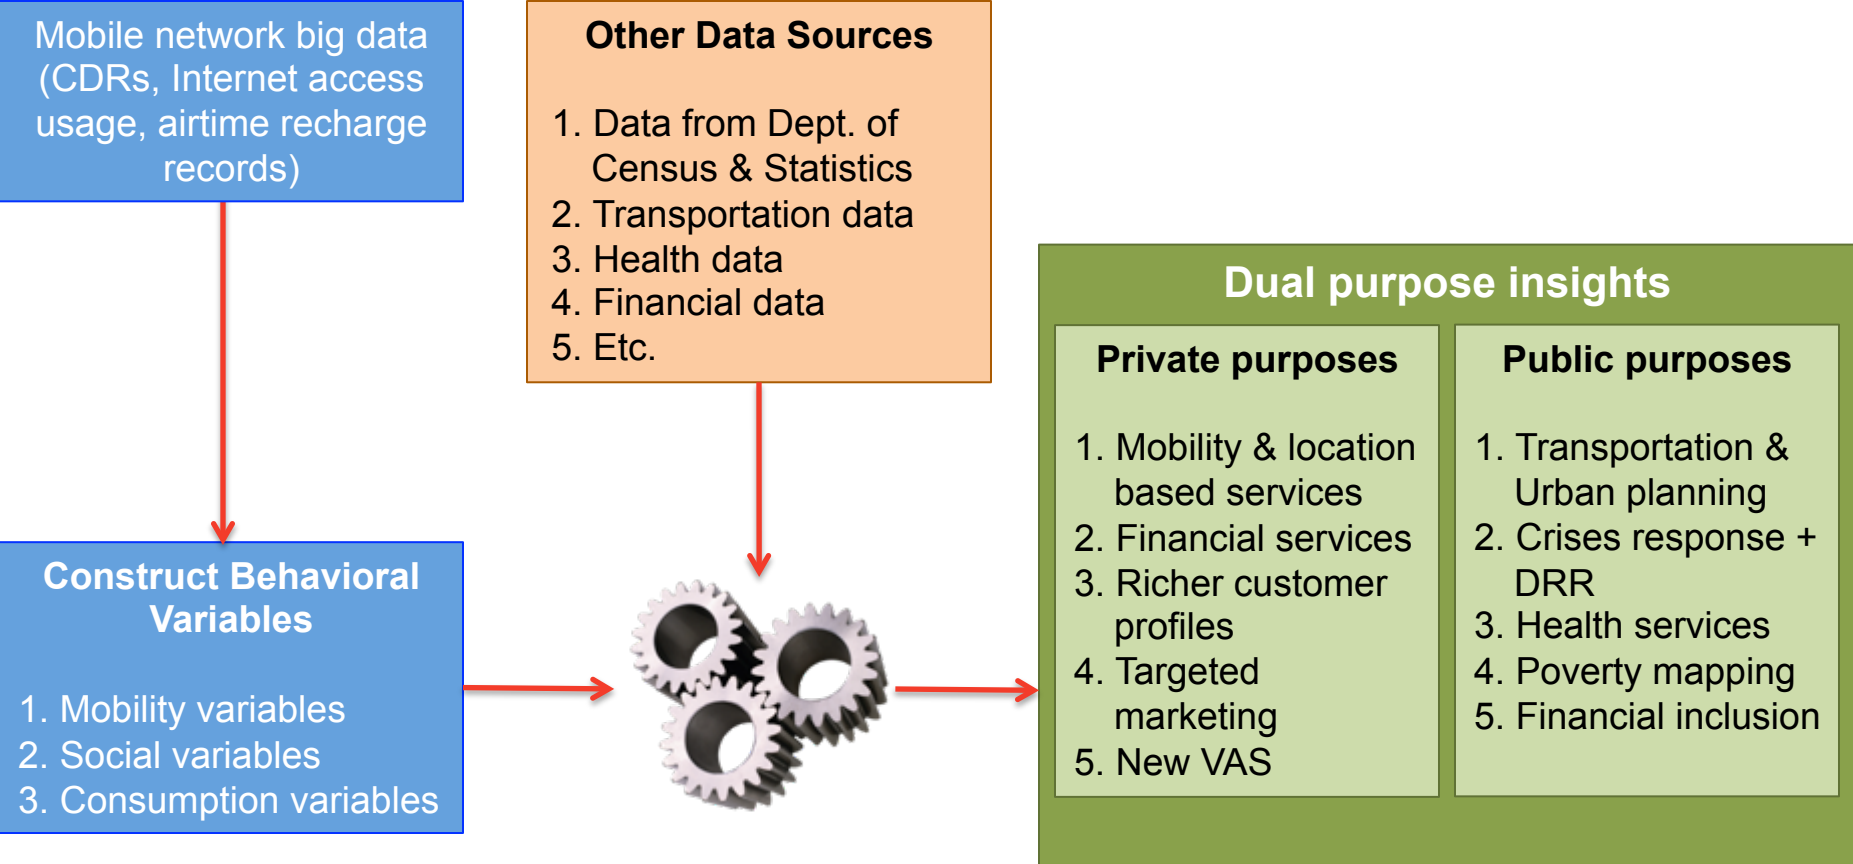 Mobile network big data
(CDRs, Internet access
usage, airtime recharge
records)
Other Data Sources
1. Data from Dept. of
Census & Statistics
2. Transportation data
3. Health data
4. Financial data
5. Etc.
Construct Behavioral
Variables
1. Mobility variables
2. Social variables
3. Consumption variables
Dual purpose insights
Private purposes
1. Mobility & location
based services
2. Financial services
3. Richer customer
profiles
4. Targeted
marketing
5. New VAS
Public purposes
1. Transportation &
Urban planning
2. Crises response +
DRR
3. Health services
4. Poverty mapping
5. Financial inclusion